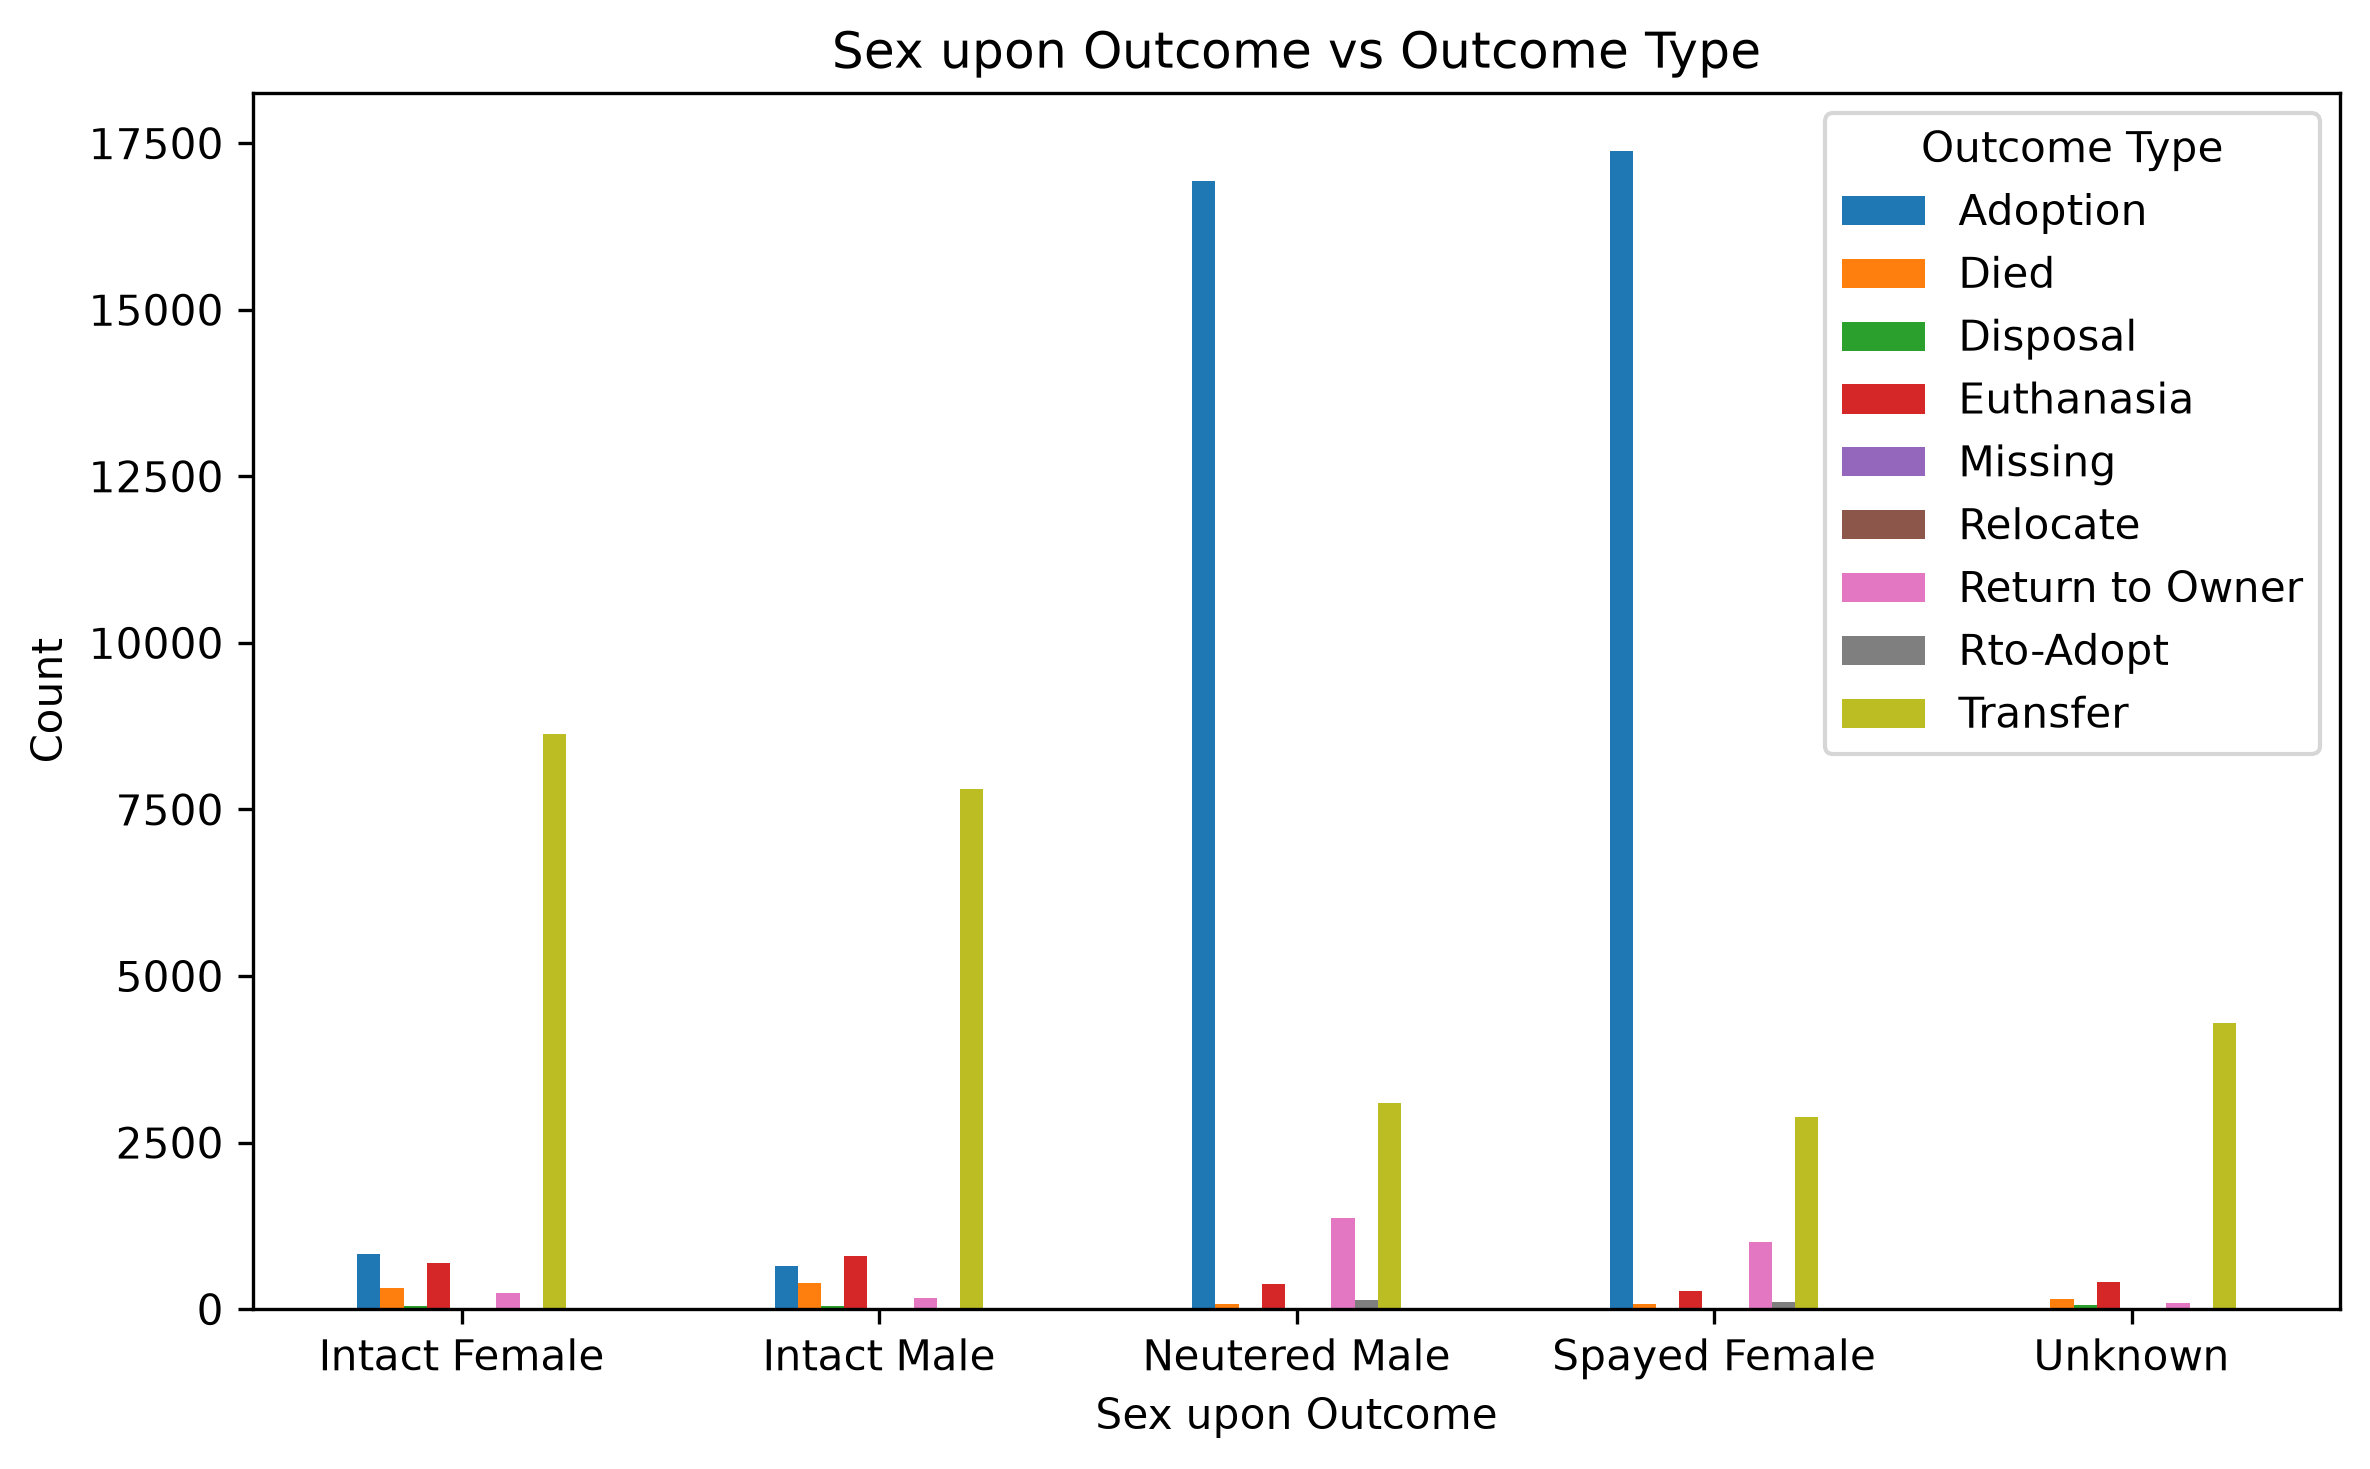 Sex upon Outcome vs Outcome Type
17500
15000
12500
10000
7500
5000
2500
0
Count
Outcome Type
Adoption
Died
Disposal
Euthanasia
Missing
Relocate
Return to Owner
Rto-Adopt
Transfer
Intact Female
Intact Male
Neutered Male
Spayed Female
Unknown
Sex upon Outcome